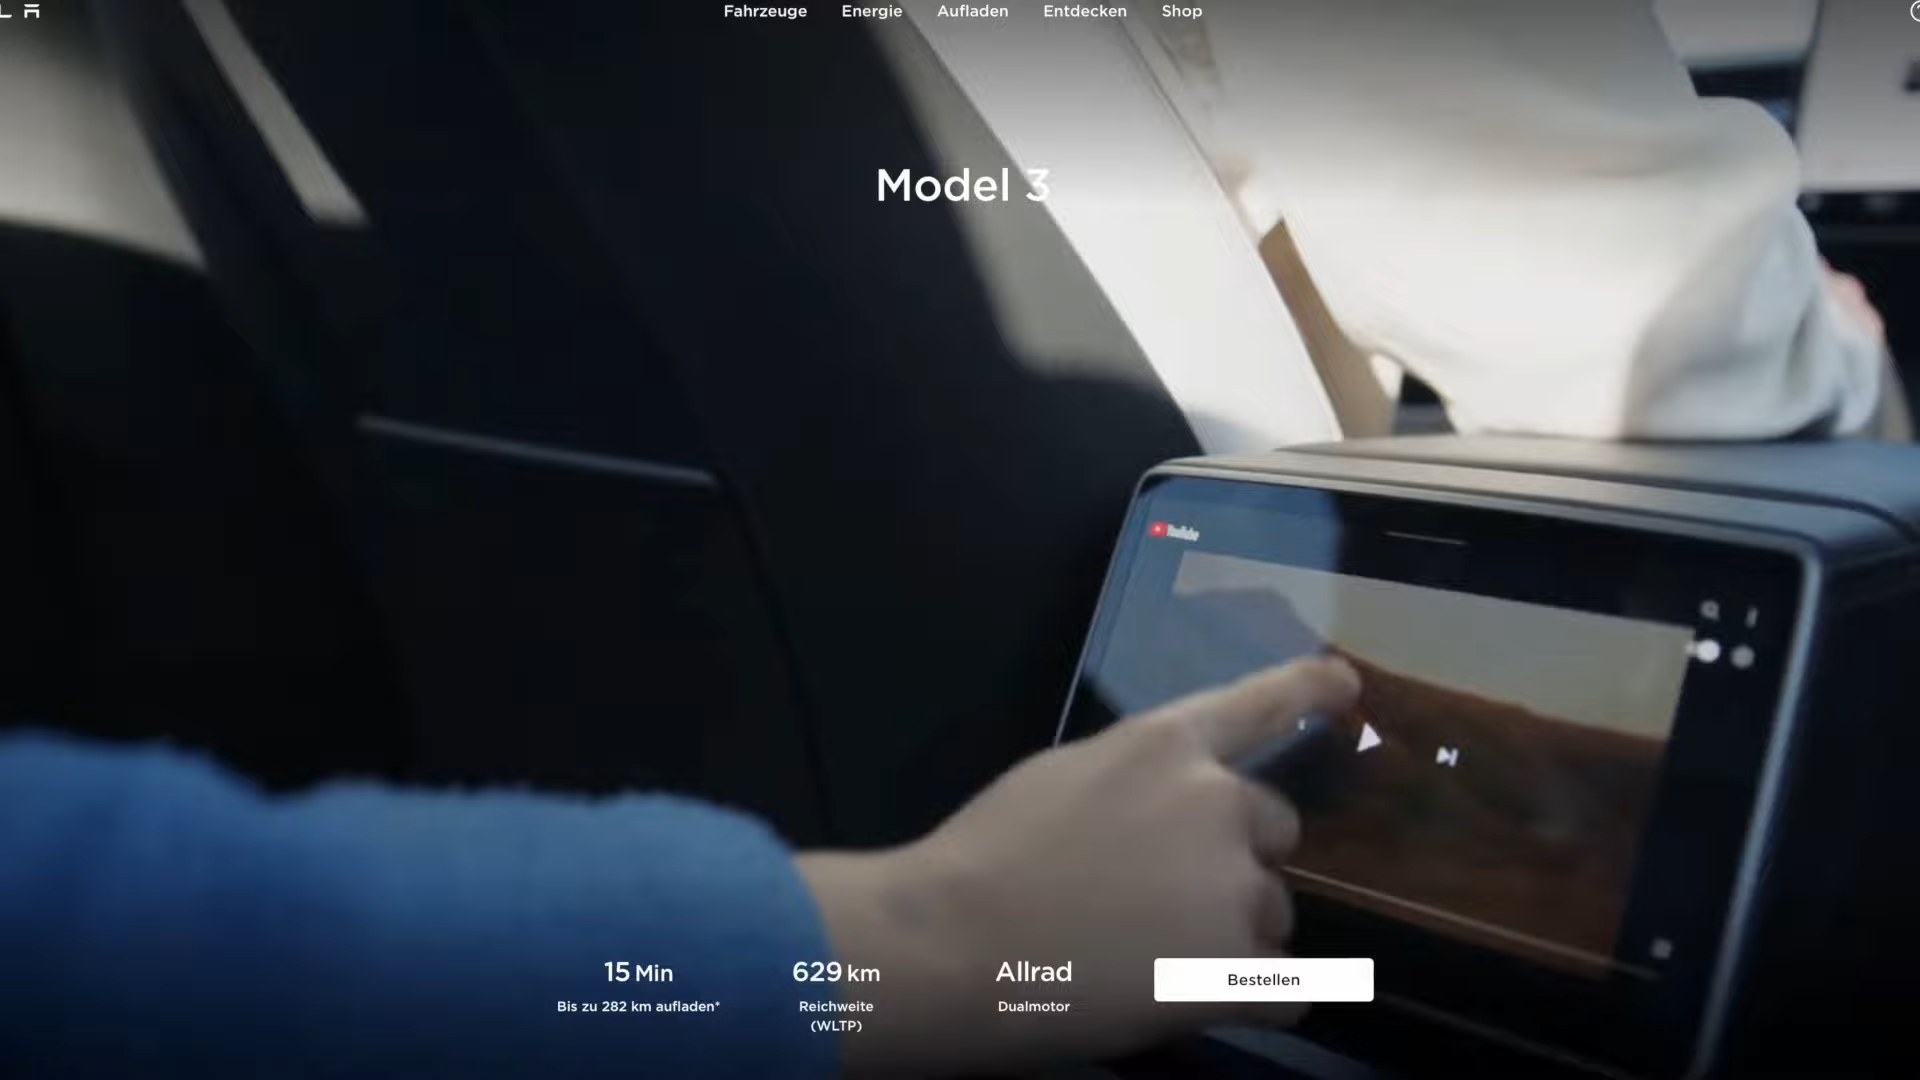 Fahrzeuge Energie Aufladen Entdecken Shop
Model 3
YouTube
15 Min
Bis zu 282 km aufladen*
629 km
Reichweite
(WLTP)
Allrad
Dualmotor
Bestellen